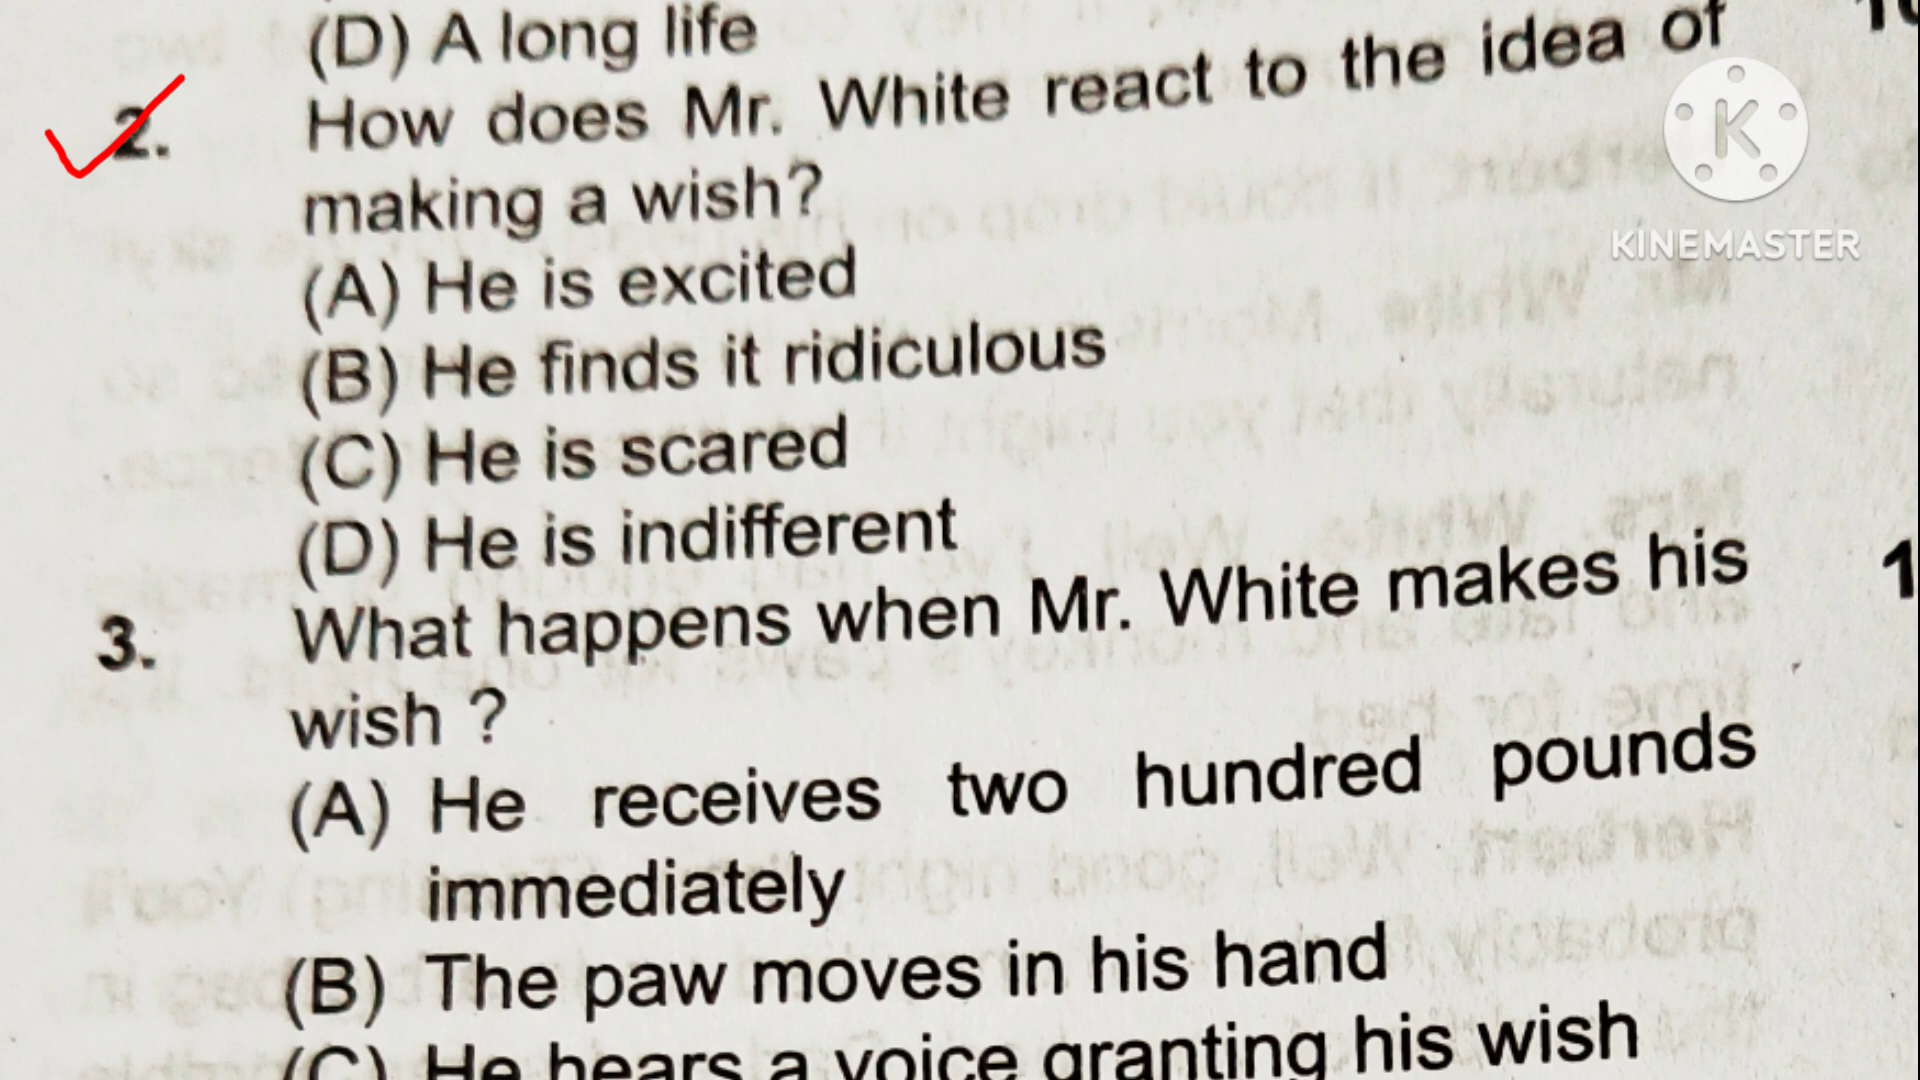 (D) A long life
2. How does Mr. White react to the idea of
making a wish?
(A) He is excited
(B) He finds it ridiculous
(C) He is scared
(D) He is indifferent
3. What happens when Mr. White makes his
wish ?
(A) He receives two hundred pounds
immediately
(B) The paw moves in his hand
(C) He hears a voice granting his wish
K
KINEMASTER